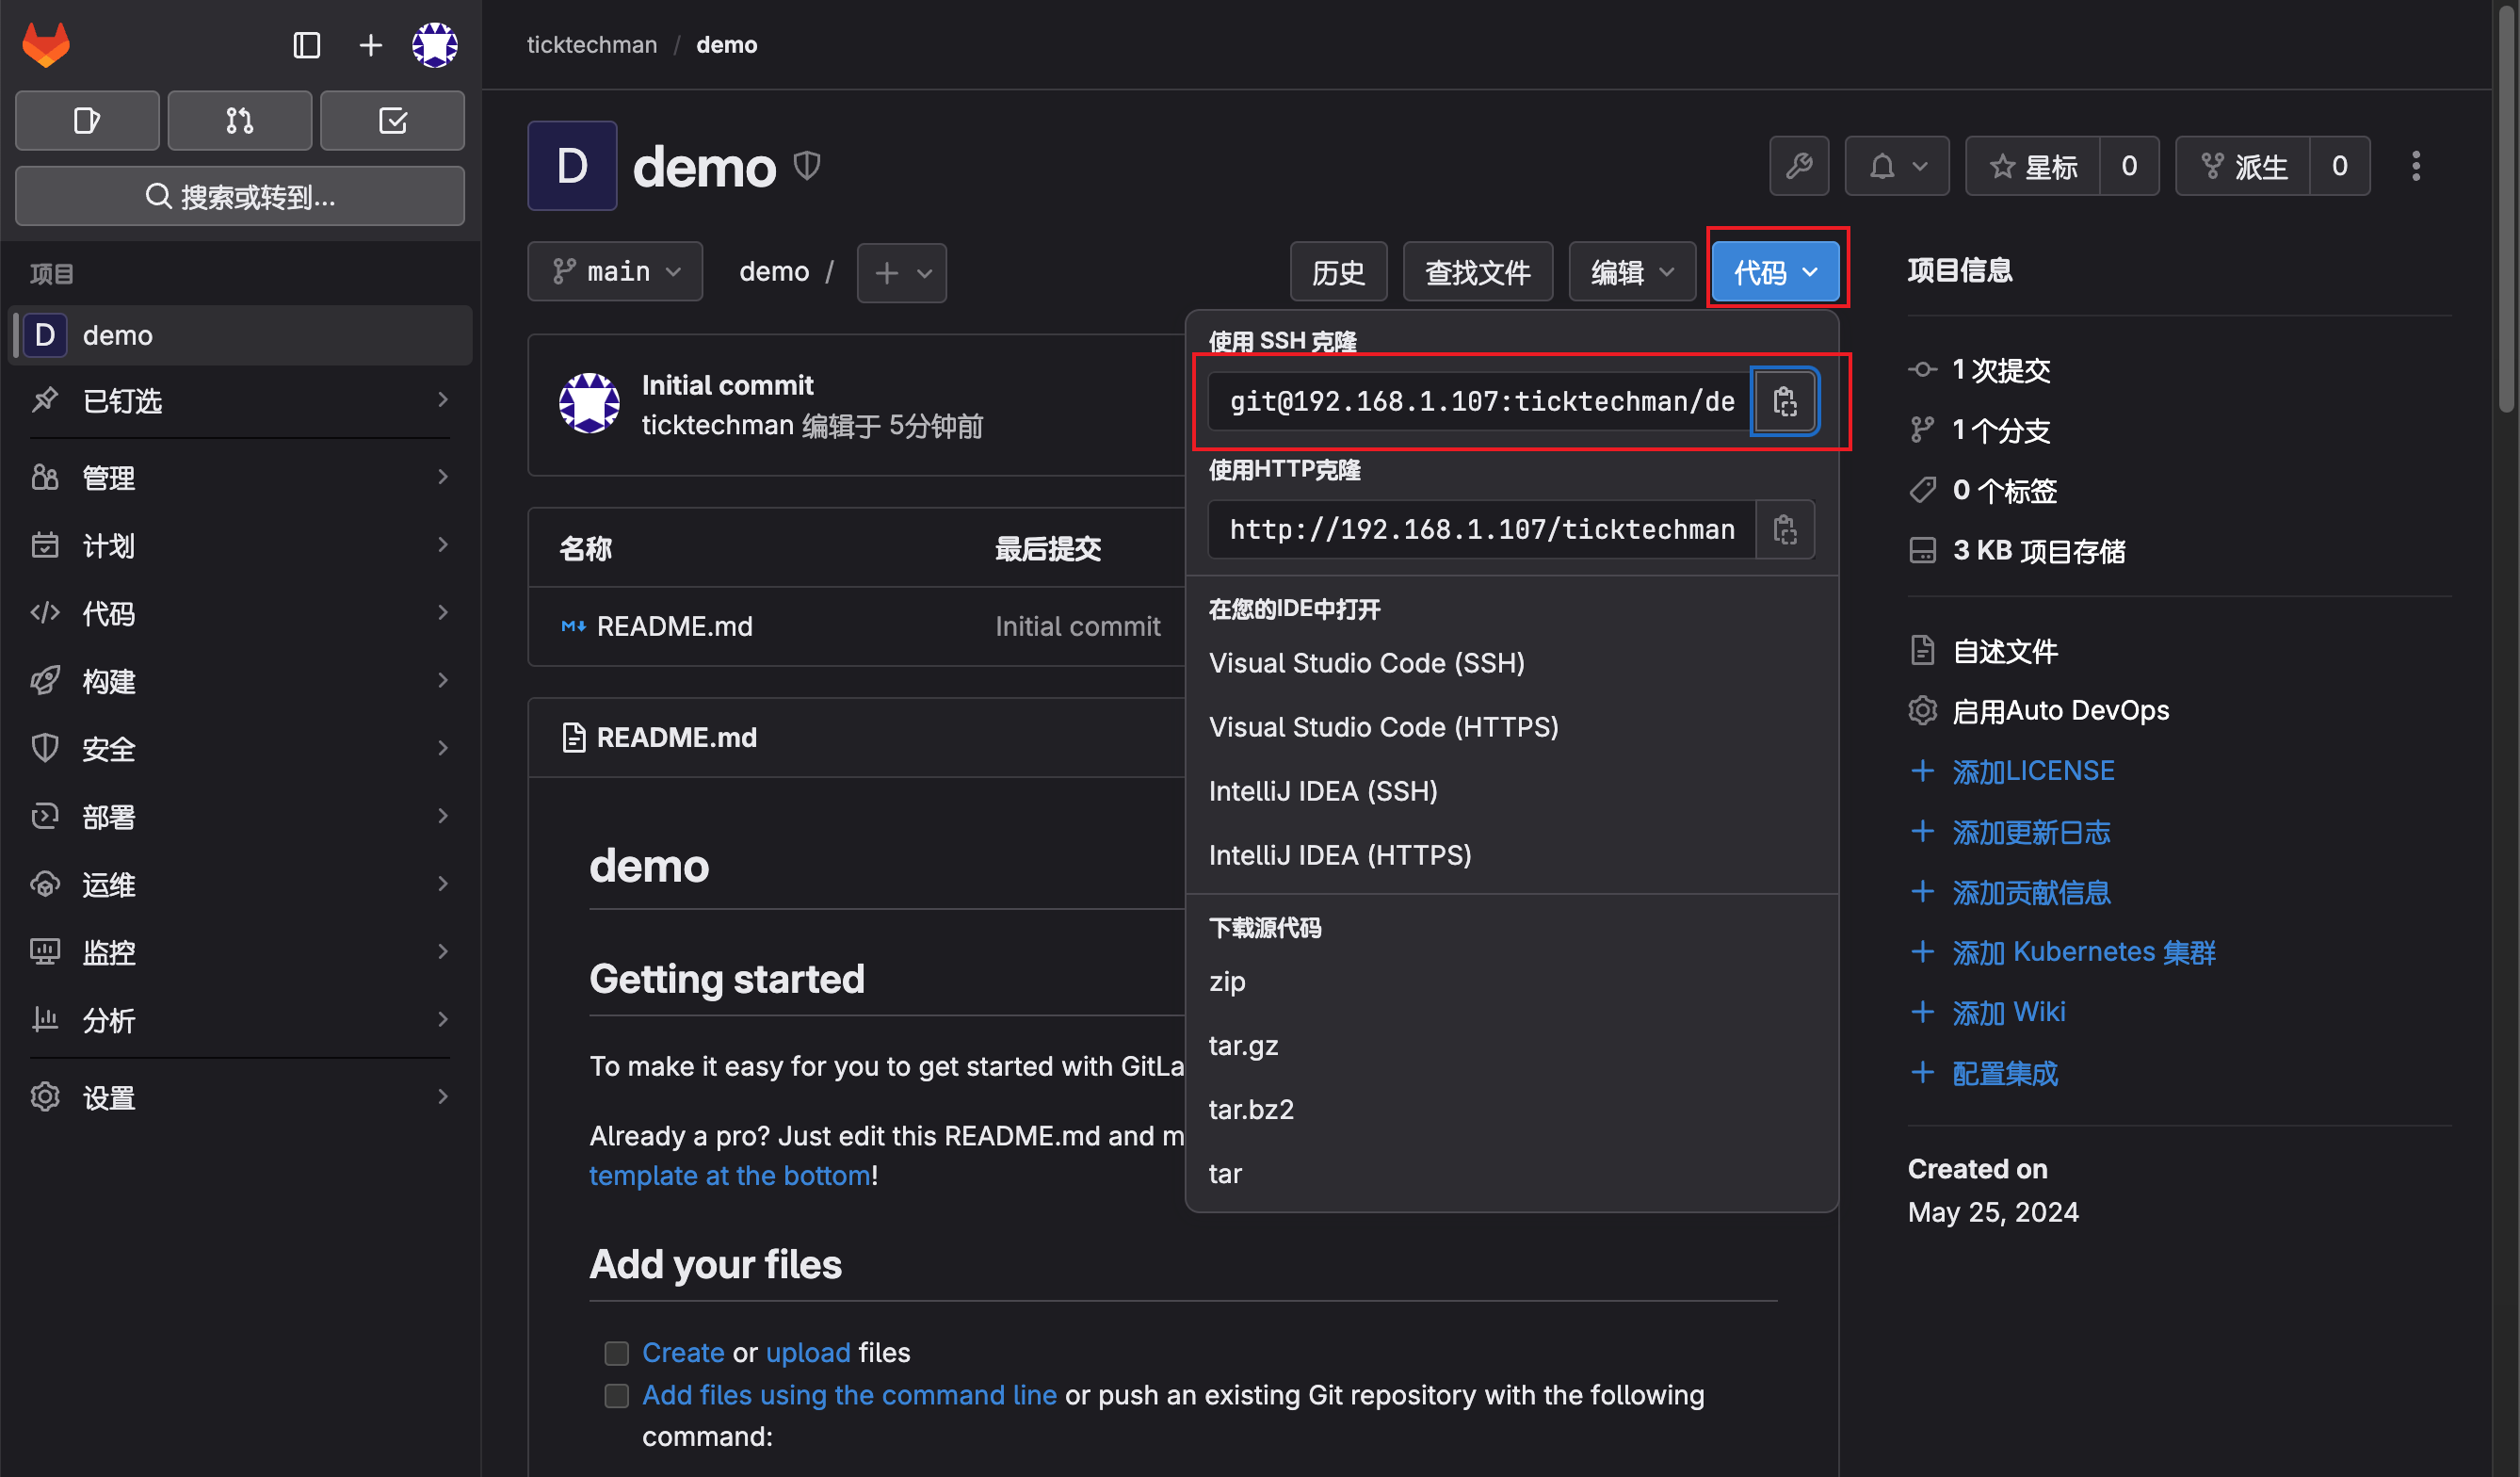 ticktechman / demo
搜索或转到...
项目
D demo
已钉选
管理
计划
代码
构建
安全
部署
运维
监控
分析
设置
D demo
星标 0
派生 0
main demo /
历史 查找文件 编辑 代码
Initial commit
ticktechman 编辑于 5分钟前
名称 最后提交
README.md Initial commit
README.md
demo
Getting started
To make it easy for you to get started with GitLa
Already a pro? Just edit this README.md and m
template at the bottom!
Add your files
Create or upload files
Add files using the command line or push an existing Git repository with the following
command:
使用 SSH 克隆
git@192.168.1.107:ticktechman/de
使用HTTP克隆
http://192.168.1.107/ticktechman
在您的IDE中打开
Visual Studio Code (SSH)
Visual Studio Code (HTTPS)
IntelliJ IDEA (SSH)
IntelliJ IDEA (HTTPS)
下载源代码
zip
tar.gz
tar.bz2
tar
项目信息
1 次提交
1 个分支
0 个标签
3 KB 项目存储
自述文件
启用Auto DevOps
添加LICENSE
添加更新日志
添加贡献信息
添加 Kubernetes 集群
添加 Wiki
配置集成
Created on
May 25, 2024